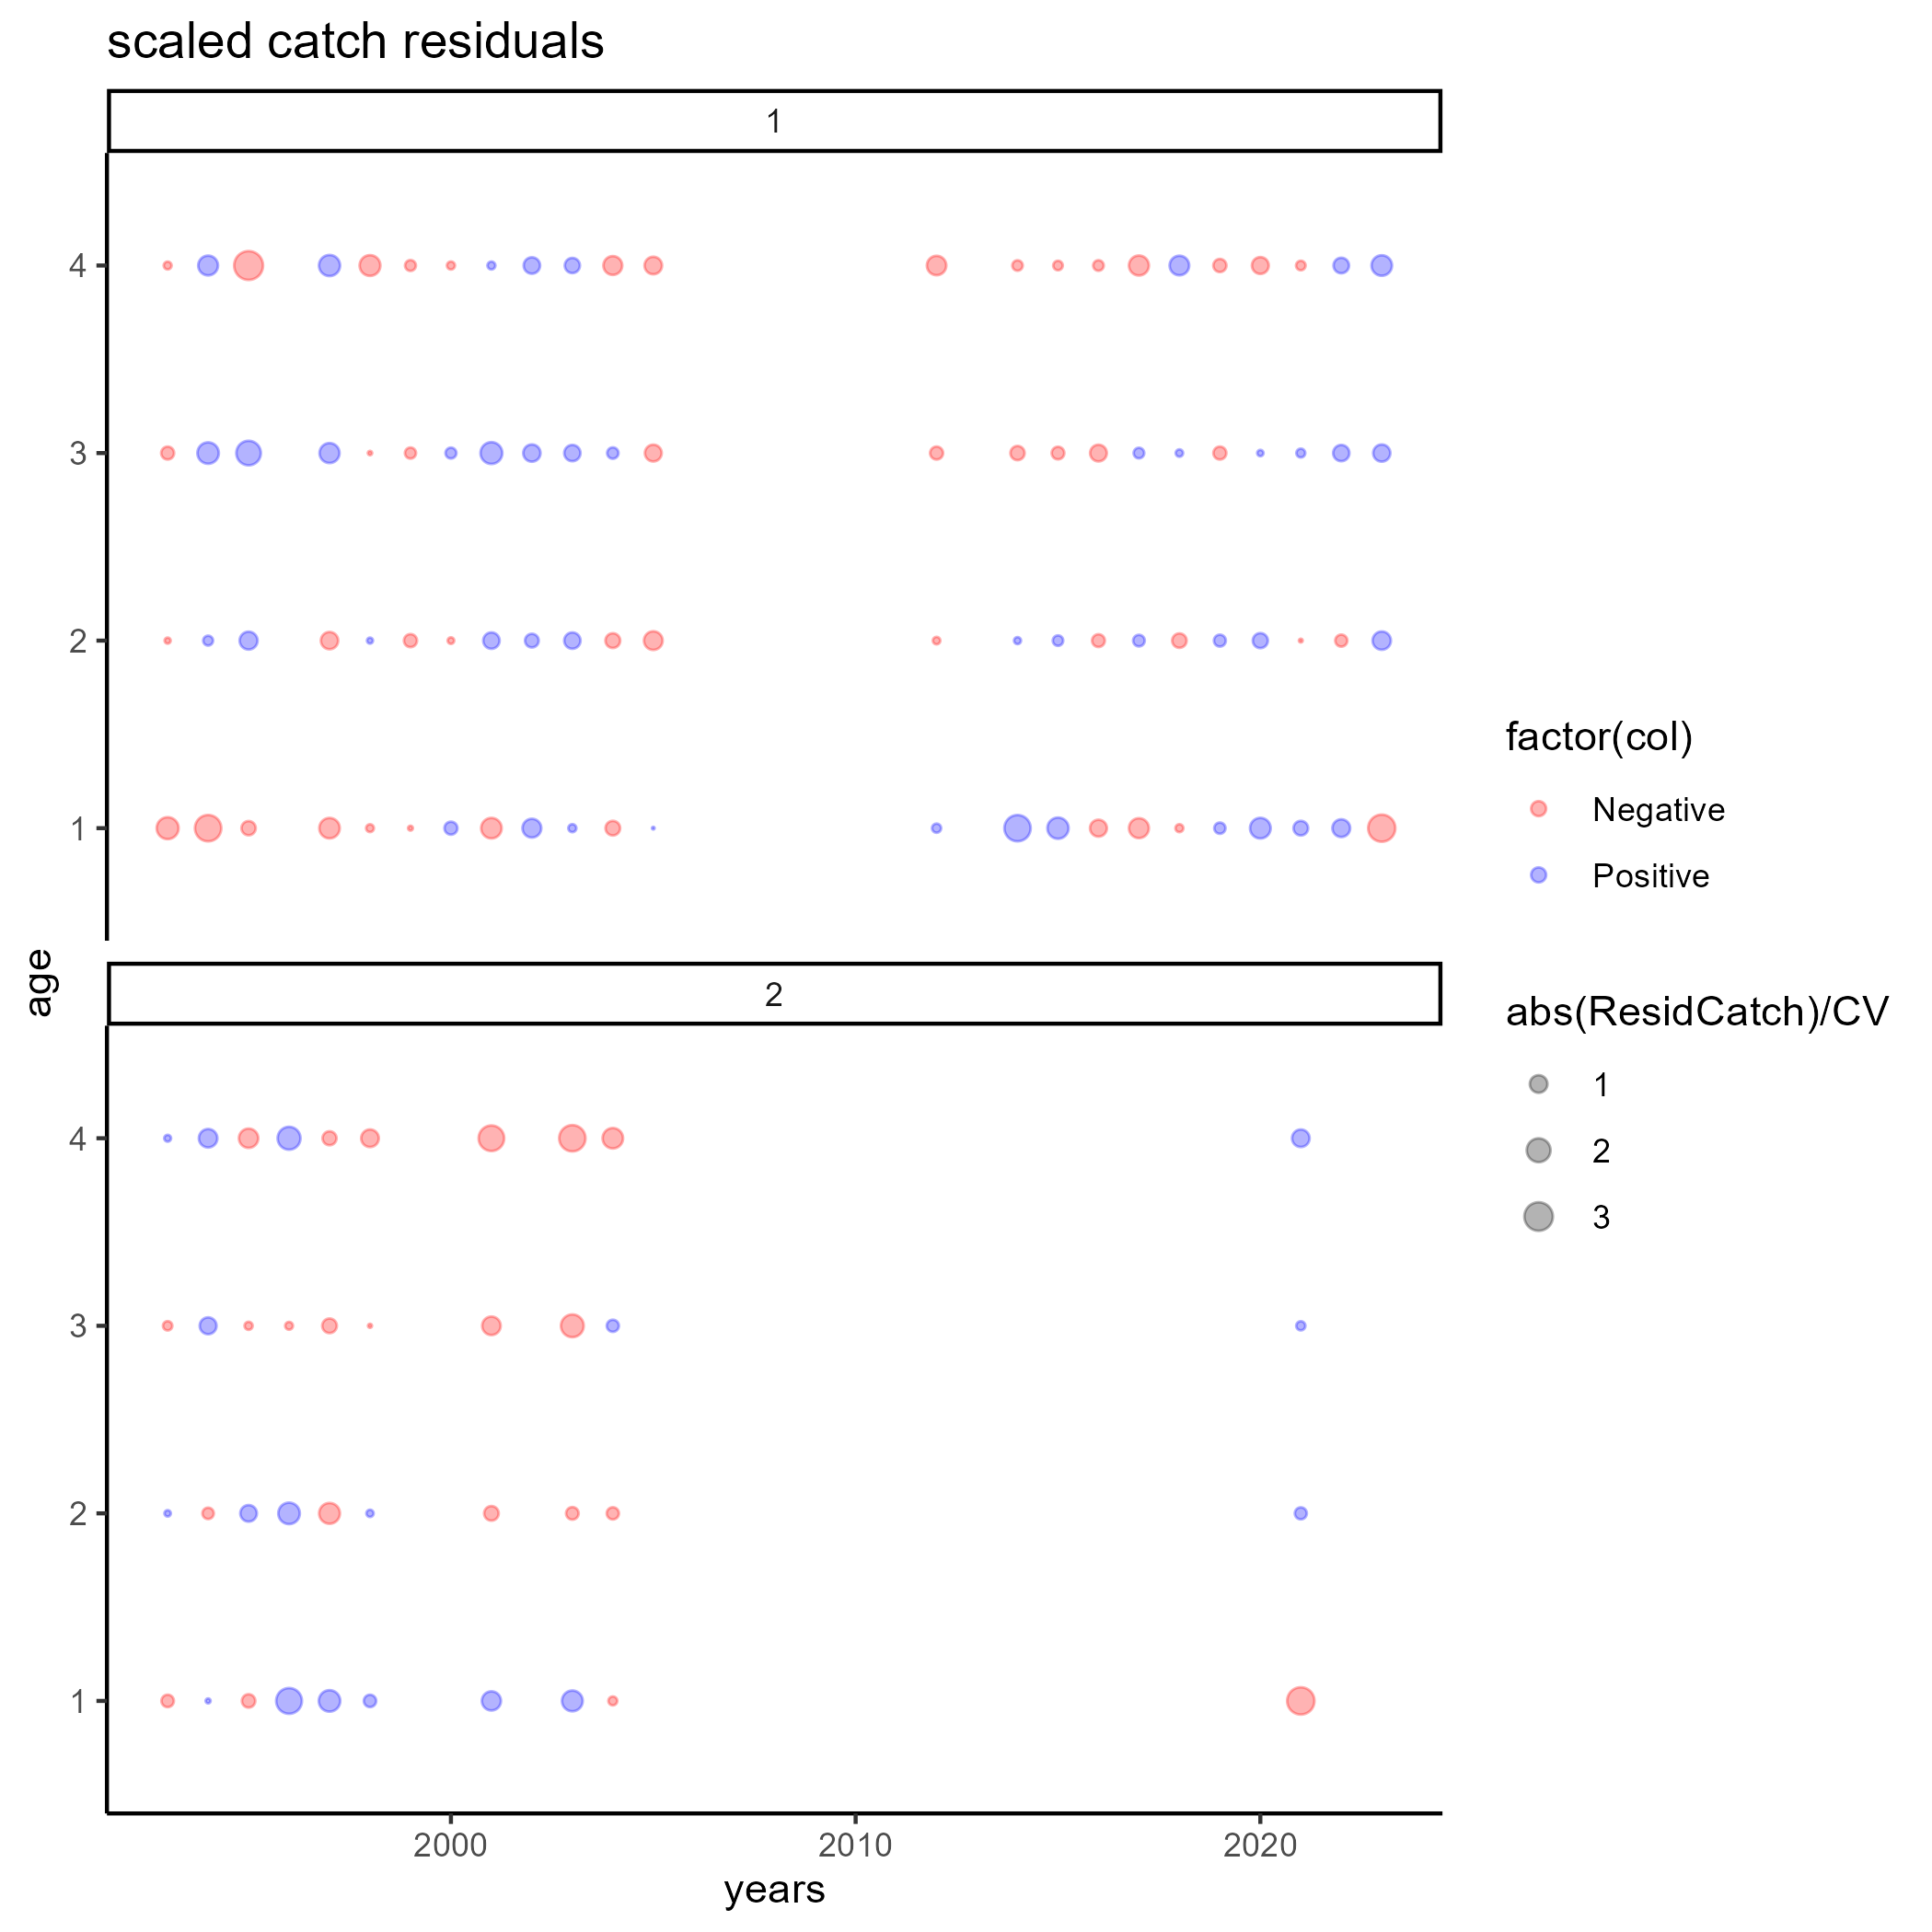 scaled catch residuals
1
4
3
2
1
2
4
3
2
1
age
2000 2010 2020
years
factor(col)
Negative
Positive
abs(ResidCatch)/CV
1
2
3